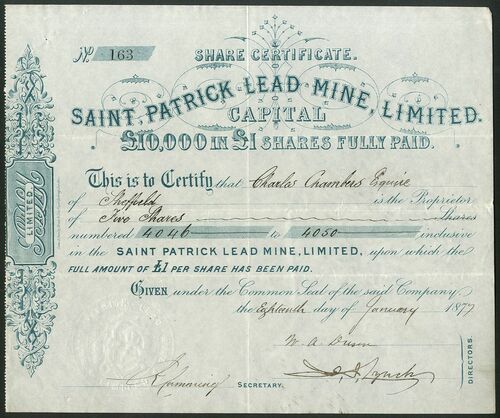 No. 163
SHARE CERTIFICATE.
SAINT PATRICK LEAD MINE, LIMITED.
CAPITAL
£10,000 IN £1 SHARES FULLY PAID.
This is to Certify that Charles Chambers Esquire
of Sheffield is the Proprietor
of Five Shares Shares
numbered 4046 to 4050 inclusive
in the SAINT PATRICK LEAD MINE, LIMITED, upon which the
FULL AMOUNT OF £1 PER SHARE HAS BEEN PAID.
GIVEN under the Common Seal of the said Company
the Eighteenth day of January 1877
W. A.
Lynch
SECRETARY.
DIRECTORS.
LIMITED.